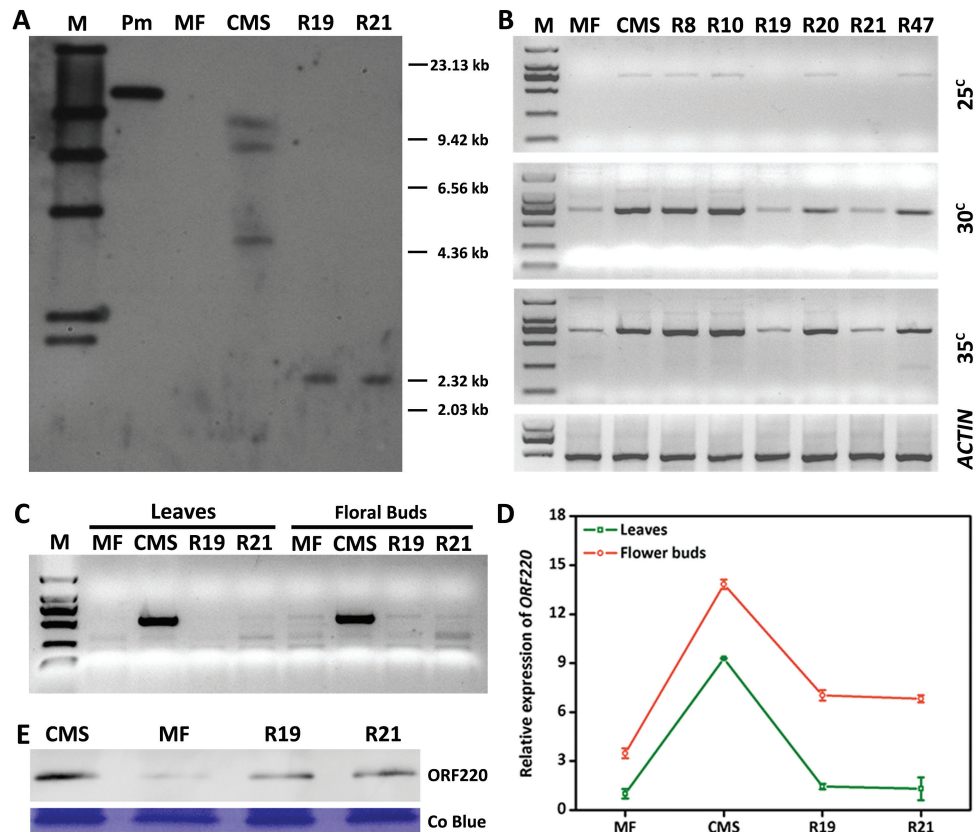 A
M Pm MF CMS R19 R21
23.13 kb
9.42 kb
6.56 kb
4.36 kb
2.32 kb
2.03 kb
B
M MF CMS R8 R10 R19 R20 R21 R47
25C
30C
35C
ACTIN
C
Leaves Floral Buds
M MF CMS R19 R21 MF CMS R19 R21
D
Relative expression of ORF220
18
15
12
9
6
3
0
Leaves
Flower buds
MF CMS R19 R21
E
CMS MF R19 R21
ORF220
Co Blue